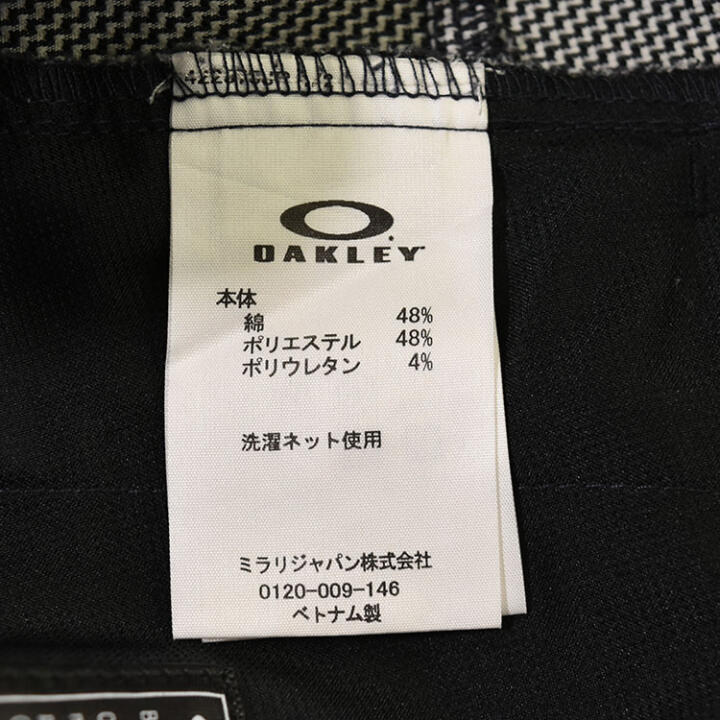 OAKLEY
本体
綿 48%
ポリエステル 48%
ポリウレタン 4%
洗濯ネット使用
ミラリジャパン株式会社
0120-009-146
ベトナム製